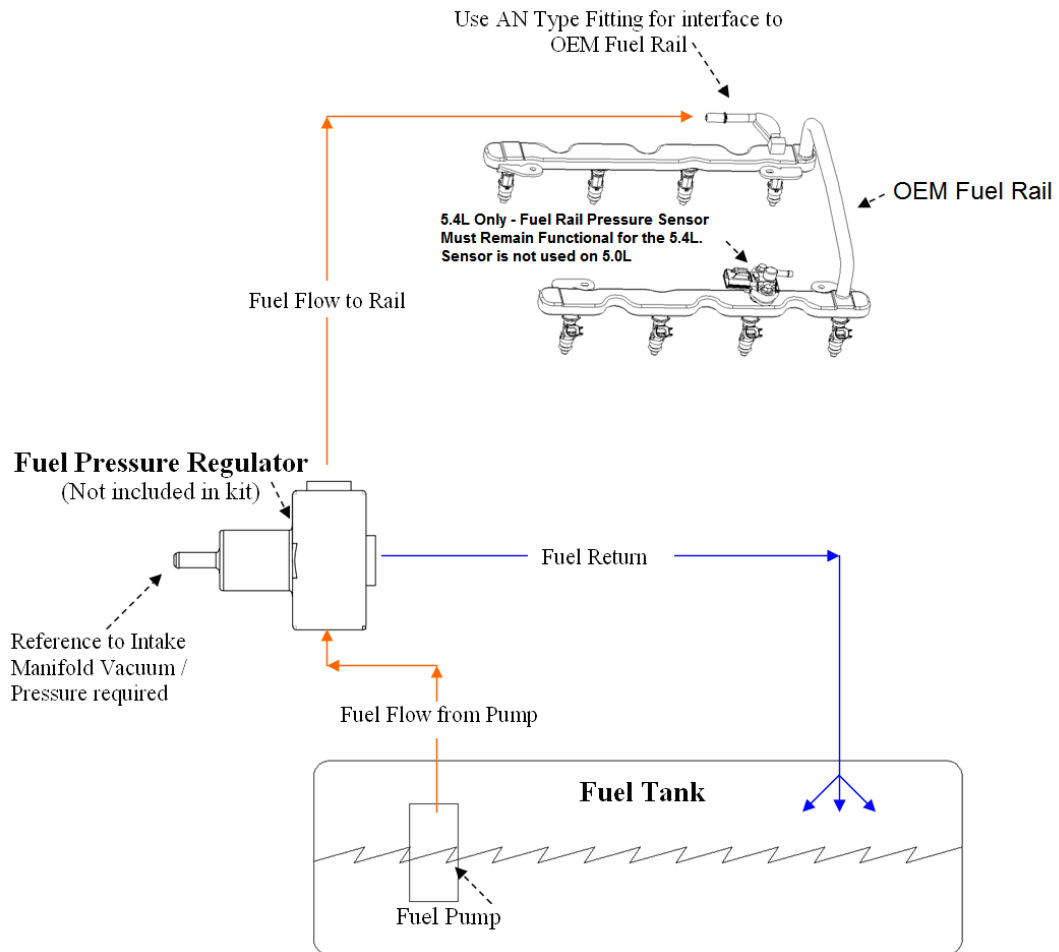 Use AN Type Fitting for interface to
OEM Fuel Rail
OEM Fuel Rail
5.4L Only - Fuel Rail Pressure Sensor
Must Remain Functional for the 5.4L.
Sensor is not used on 5.0L
Fuel Flow to Rail
Fuel Pressure Regulator
(Not included in kit)
Fuel Return
Reference to Intake
Manifold Vacuum /
Pressure required
Fuel Flow from Pump
Fuel Tank
Fuel Pump